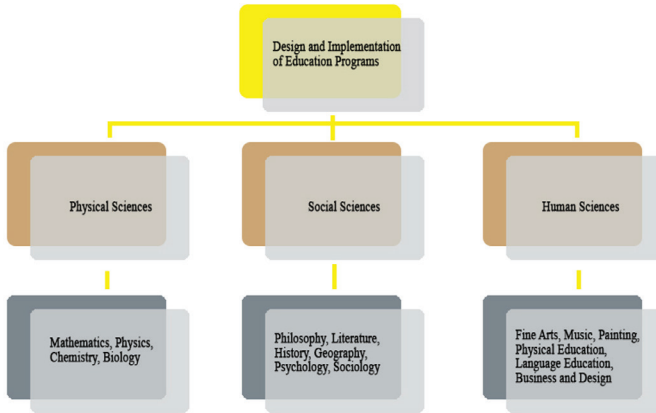 Design and Implementation
of Education Programs
Physical Sciences
Social Sciences
Human Sciences
Mathematics, Physics,
Chemistry, Biology
Philosophy, Literature,
History, Geography,
Psychology, Sociology
Fine Arts, Music, Painting,
Physical Education,
Language Education,
Business and Design